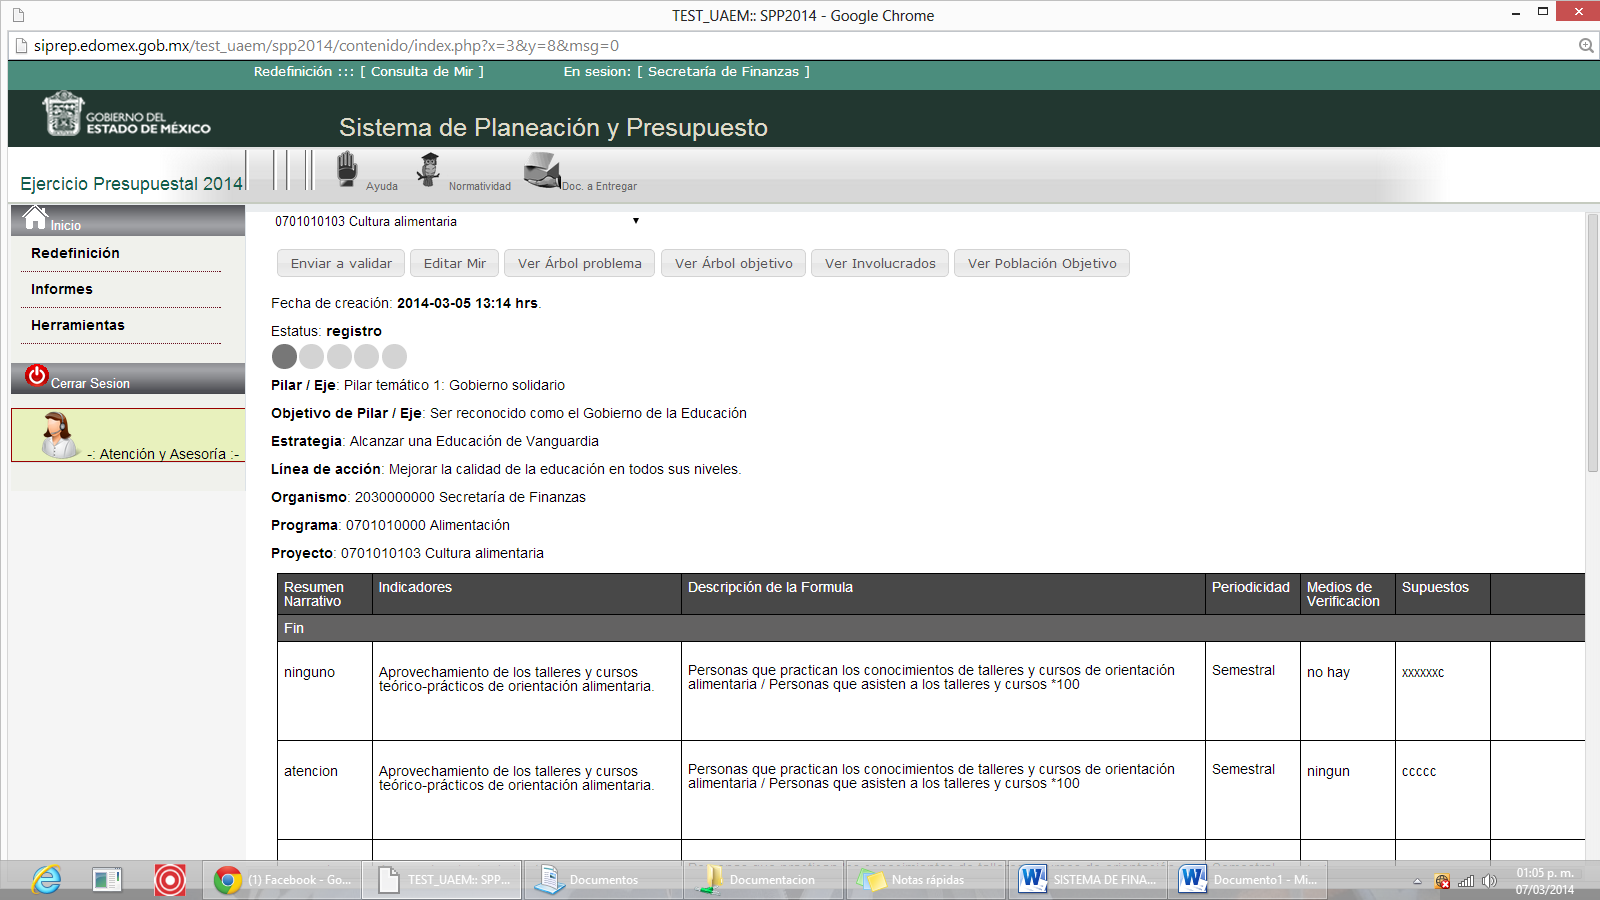 TEST_UAEM:: SPP2014 - Google Chrome
siprep.edomex.gob.mx/test_uaem/spp2014/contenido/index.php?x=3&y=8&msg=0
Redefinición ::: [ Consulta de Mir ] En sesion: [ Secretaría de Finanzas ]
GOBIERNO DEL
ESTADO DE MÉXICO
Sistema de Planeación y Presupuesto
Ejercicio Presupuestal 2014
Ayuda Normatividad Doc. a Entregar
Inicio
Redefinición
Informes
Herramientas
Cerrar Sesion
-: Atención y Asesoría :-
0701010103 Cultura alimentaria
Enviar a validar Editar Mir Ver Árbol problema Ver Árbol objetivo Ver Involucrados Ver Población Objetivo
Fecha de creación: 2014-03-05 13:14 hrs.
Estatus: registro
Pilar / Eje: Pilar temático 1: Gobierno solidario
Objetivo de Pilar / Eje: Ser reconocido como el Gobierno de la Educación
Estrategia: Alcanzar una Educación de Vanguardia
Línea de acción: Mejorar la calidad de la educación en todos sus niveles.
Organismo: 2030000000 Secretaría de Finanzas
Programa: 0701010000 Alimentación
Proyecto: 0701010103 Cultura alimentaria
Resumen Indicadores Descripción de la Formula Periodicidad Medios de Supuestos
Narrativo Verificacion
Fin
ninguno Aprovechamiento de los talleres y cursos Personas que practican los conocimientos de talleres y cursos de orientación Semestral no hay xxxxxxc
teórico-prácticos de orientación alimentaria. alimentaria / Personas que asisten a los talleres y cursos *100
atencion Aprovechamiento de los talleres y cursos Personas que practican los conocimientos de talleres y cursos de orientación Semestral ningun ccccc
teórico-prácticos de orientación alimentaria. alimentaria / Personas que asisten a los talleres y cursos *100
(1) Facebook - Go... TEST_UAEM:: SPP... Documentos Documentacion Notas rápidas SISTEMA DE FINA... Documento1 - Mi...
01:05 p. m.
07/03/2014